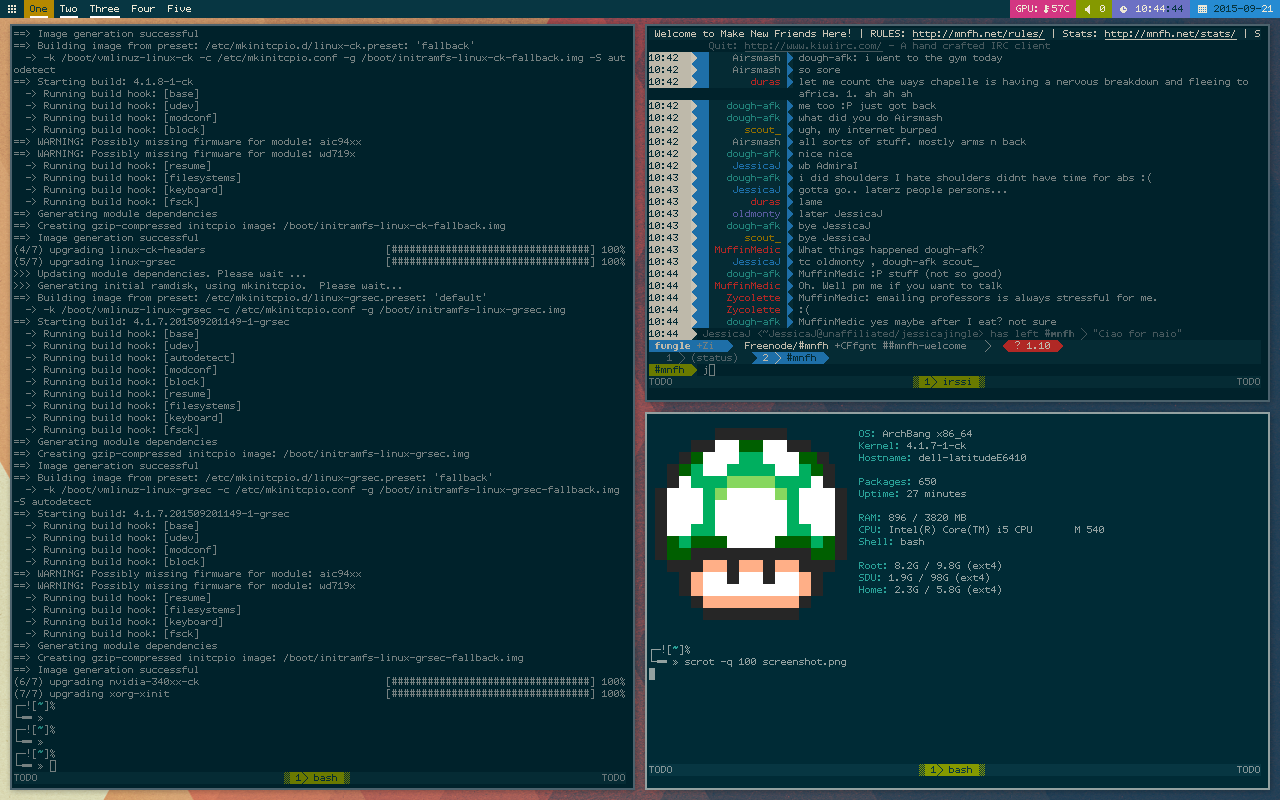 One Two Three Four Five
GPU: 57C 0 10:44:44 2015-09-21
==> Image generation successful
==> Building image from preset: /etc/mkinitcpio.d/linux-ck.preset: 'fallback'
-> -k /boot/vmlinuz-linux-ck -c /etc/mkinitcpio.conf -g /boot/initramfs-linux-ck-fallback.img -S aut
odetect
==> Starting build: 4.1.8-1-ck
-> Running build hook: [base]
-> Running build hook: [udev]
-> Running build hook: [modconf]
-> Running build hook: [block]
==> WARNING: Possibly missing firmware for module: aic94xx
==> WARNING: Possibly missing firmware for module: wd719x
-> Running build hook: [resume]
-> Running build hook: [filesystems]
-> Running build hook: [keyboard]
-> Running build hook: [fsck]
==> Generating module dependencies
==> Creating gzip-compressed initcpio image: /boot/initramfs-linux-ck-fallback.img
==> Image generation successful
(4/7) upgrading linux-ck-headers [##################################] 100%
(5/7) upgrading linux-grsec [##################################] 100%
>>> Updating module dependencies. Please wait ...
>>> Generating initial ramdisk, using mkinitcpio.  Please wait...
==> Building image from preset: /etc/mkinitcpio.d/linux-grsec.preset: 'default'
-> -k /boot/vmlinuz-linux-grsec -c /etc/mkinitcpio.conf -g /boot/initramfs-linux-grsec.img
==> Starting build: 4.1.7.201509201149-1-grsec
-> Running build hook: [base]
-> Running build hook: [udev]
-> Running build hook: [autodetect]
-> Running build hook: [modconf]
-> Running build hook: [block]
-> Running build hook: [resume]
-> Running build hook: [filesystems]
-> Running build hook: [keyboard]
-> Running build hook: [fsck]
==> Generating module dependencies
==> Creating gzip-compressed initcpio image: /boot/initramfs-linux-grsec.img
==> Image generation successful
==> Building image from preset: /etc/mkinitcpio.d/linux-grsec.preset: 'fallback'
-> -k /boot/vmlinuz-linux-grsec -c /etc/mkinitcpio.conf -g /boot/initramfs-linux-grsec-fallback.img
-S autodetect
==> Starting build: 4.1.7.201509201149-1-grsec
-> Running build hook: [base]
-> Running build hook: [udev]
-> Running build hook: [modconf]
-> Running build hook: [block]
==> WARNING: Possibly missing firmware for module: aic94xx
==> WARNING: Possibly missing firmware for module: wd719x
-> Running build hook: [resume]
-> Running build hook: [filesystems]
-> Running build hook: [keyboard]
-> Running build hook: [fsck]
==> Generating module dependencies
==> Creating gzip-compressed initcpio image: /boot/initramfs-linux-grsec-fallback.img
==> Image generation successful
(6/7) upgrading nvidia-340xx-ck [##################################] 100%
(7/7) upgrading xorg-xinit [##################################] 100%
┌─![~]%
└── »
┌─![~]%
└── »
┌─![~]%
└── »
TODO 1 bash TODO
Welcome to Make New Friends Here! | RULES: http://mnfh.net/rules/ | Stats: http://mnfh.net/stats/ | S
Quit: http://www.kiwiirc.com/ - A hand crafted IRC client
10:42 Airsmash dough-afk: i went to the gym today
10:42 Airsmash so sore
10:42 duras let me count the ways chapelle is having a nervous breakdown and fleeing to
africa. 1. ah ah ah
10:42 dough-afk me too :P just got back
10:42 dough-afk what did you do Airsmash
10:42 scout_ ugh, my internet burped
10:42 Airsmash all sorts of stuff. mostly arms n back
10:42 dough-afk nice nice
10:42 JessicaJ wb AdmiraI
10:43 dough-afk i did shoulders I hate shoulders didnt have time for abs :(
10:43 JessicaJ gotta go.. laterz people persons...
10:43 duras lame
10:43 oldmonty later JessicaJ
10:43 dough-afk bye JessicaJ
10:43 scout_ bye JessicaJ
10:43 MuffinMedic What things happened dough-afk?
10:43 JessicaJ tc oldmonty , dough-afk scout_
10:44 dough-afk MuffinMedic :P stuff (not so good)
10:44 MuffinMedic Oh. Well pm me if you want to talk
10:44 Zycolette MuffinMedic: emailing professors is always stressful for me.
10:44 Zycolette :(
10:44 dough-afk MuffinMedic yes maybe after I eat? not sure
10:44 JessicaJ <~JessicaJ@unaffiliated/jessicajingle> has left #mnfh "Ciao for naio"
fungle +Zi Freenode/#mnfh +CFfgnt ##mnfh-welcome ? 1.10
1 (status) 2 #mnfh
#mnfh j
TODO 1 irssi TODO
OS: ArchBang x86_64
Kernel: 4.1.7-1-ck
Hostname: dell-latitudeE6410
Packages: 650
Uptime: 27 minutes
RAM: 896 / 3820 MB
CPU: Intel(R) Core(TM) i5 CPU       M 540
Shell: bash
Root: 8.2G / 9.8G (ext4)
SDU: 1.9G / 98G (ext4)
Home: 2.3G / 5.8G (ext4)
┌─![~]%
└── » scrot -q 100 screenshot.png
TODO 1 bash TODO